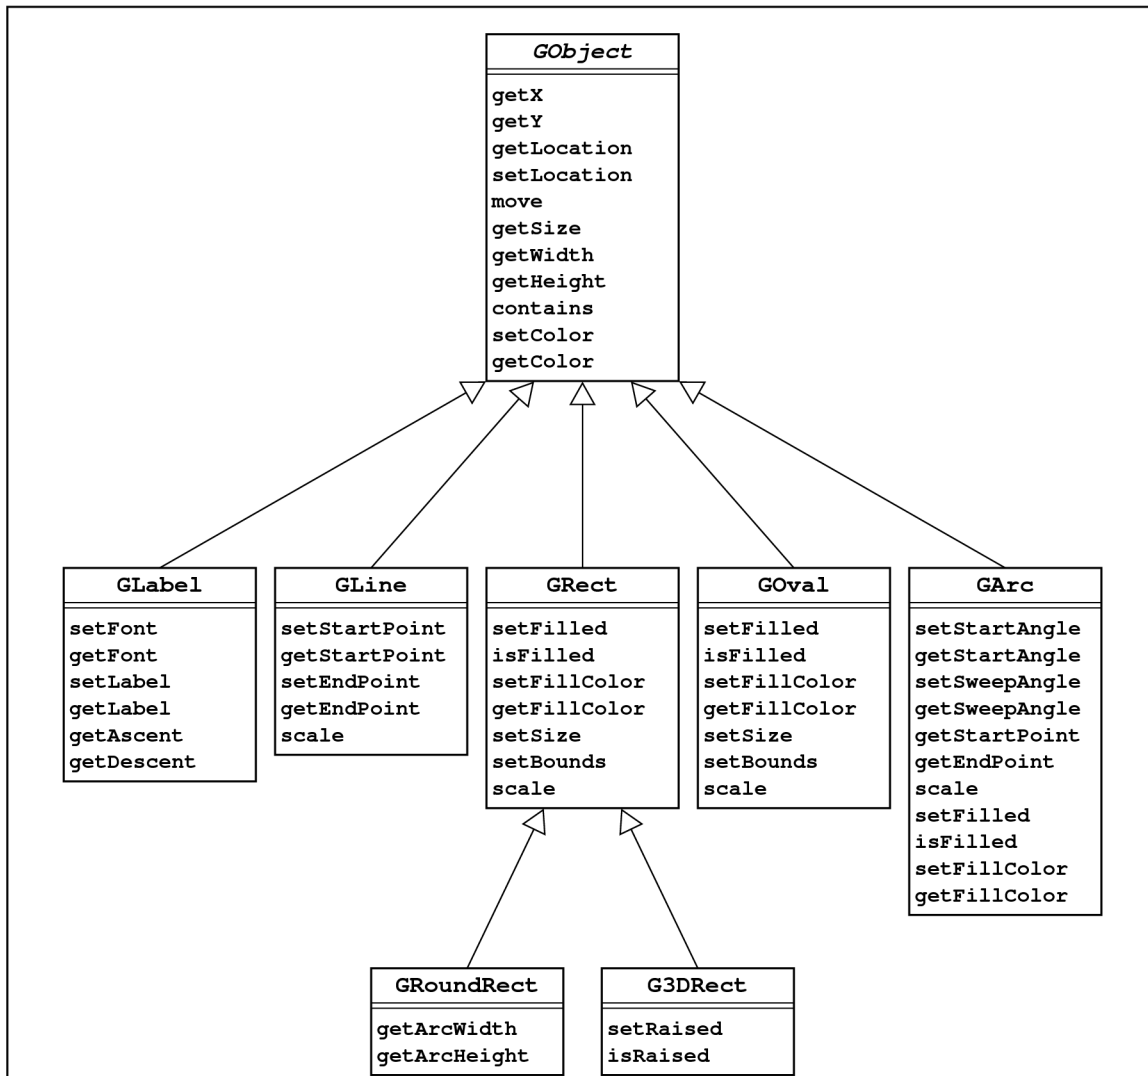 GObject
getX
getY
getLocation
setLocation
move
getSize
getWidth
getHeight
contains
setColor
getColor
GLabel
setFont
getFont
setLabel
getLabel
getAscent
getDescent
GLine
setStartPoint
getStartPoint
setEndPoint
getEndPoint
scale
GRect
setFilled
isFilled
setFillColor
getFillColor
setSize
setBounds
scale
GOval
setFilled
isFilled
setFillColor
getFillColor
setSize
setBounds
scale
GArc
setStartAngle
getStartAngle
setSweepAngle
getSweepAngle
getStartPoint
getEndPoint
scale
setFilled
isFilled
setFillColor
getFillColor
GRoundRect
getArcWidth
getArcHeight
G3DRect
setRaised
isRaised